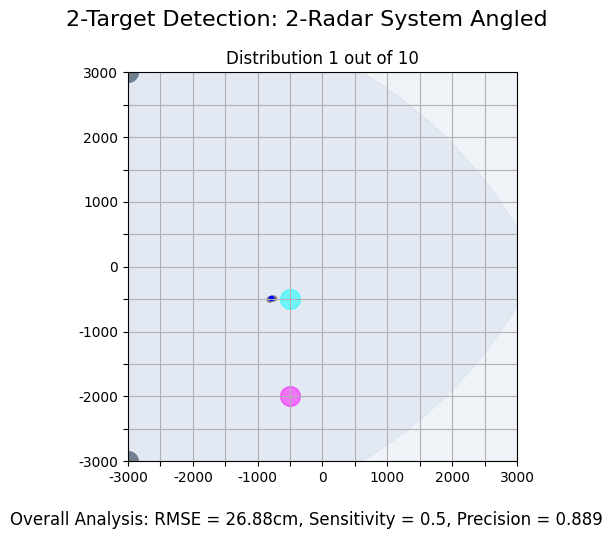 2-Target Detection: 2-Radar System Angled
Distribution 1 out of 10
3000
2000
1000
0
-1000
-2000
-3000
-3000 -2000 -1000 0 1000 2000 3000
Overall Analysis: RMSE = 26.88cm, Sensitivity = 0.5, Precision = 0.889